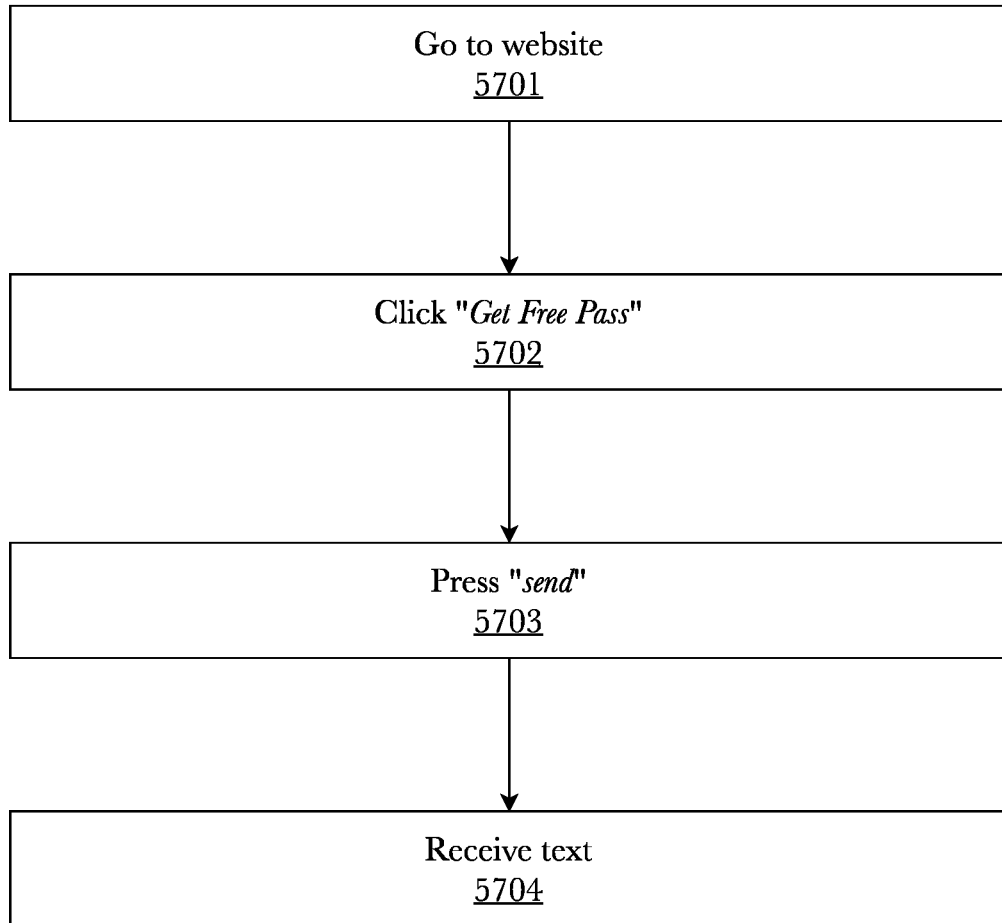 Go to website
5701
Click "Get Free Pass"
5702
Press "send"
5703
Receive text
5704